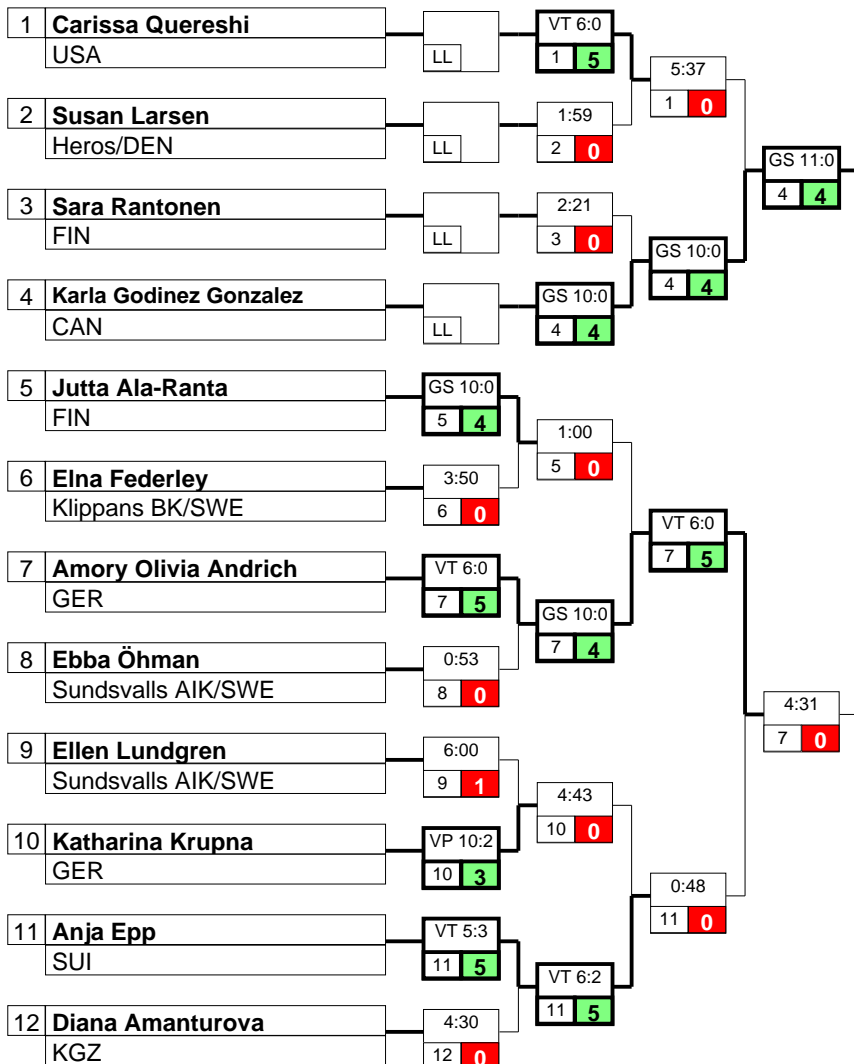 1 Carissa Quereshi
USA
LL
VT 6:0
1 5
5:37
1 0
2 Susan Larsen
Heros/DEN
LL
1:59
2 0
GS 11:0
4 4
3 Sara Rantonen
FIN
LL
2:21
3 0
GS 10:0
4 4
4 Karla Godinez Gonzalez
CAN
LL
GS 10:0
4 4
5 Jutta Ala-Ranta
FIN
GS 10:0
5 4
1:00
5 0
6 Elna Federley
Klippans BK/SWE
3:50
6 0
VT 6:0
7 5
7 Amory Olivia Andrich
GER
VT 6:0
7 5
GS 10:0
7 4
8 Ebba Öhman
Sundsvalls AIK/SWE
0:53
8 0
4:31
7 0
9 Ellen Lundgren
Sundsvalls AIK/SWE
6:00
9 1
4:43
10 0
10 Katharina Krupna
GER
VP 10:2
10 3
0:48
11 0
11 Anja Epp
SUI
VT 5:3
11 5
VT 6:2
11 5
12 Diana Amanturova
KGZ
4:30
12 0